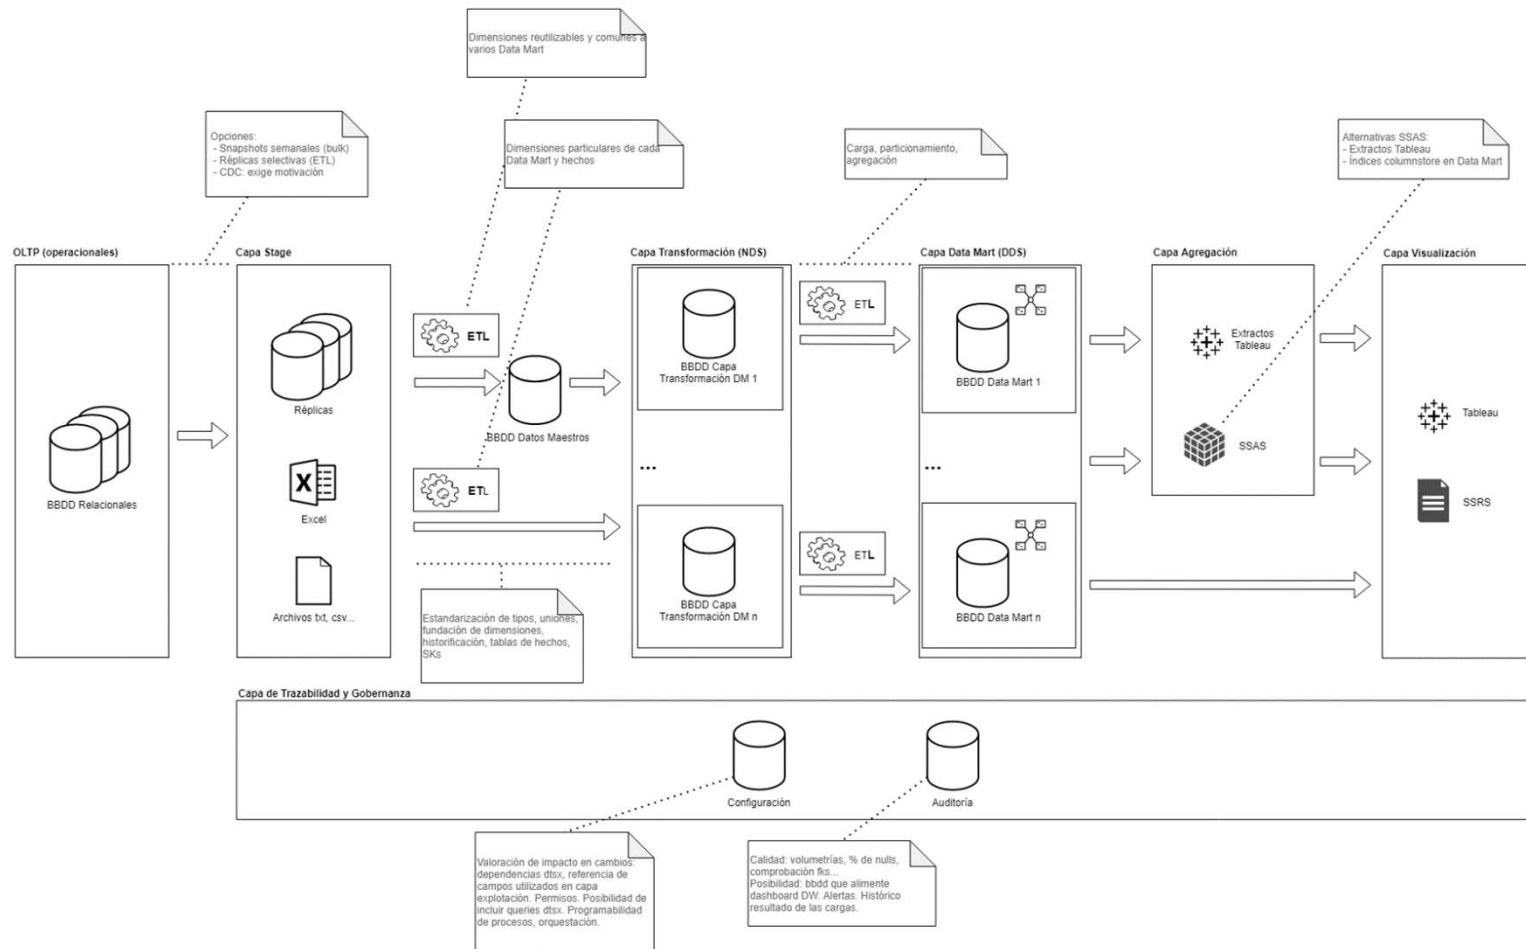 Dimensiones reutilizables y comunes a
varios Data Mart
Opciones:
- Snapshots semanales (bulk)
- Réplicas selectivas (ETL)
- CDC: exige motivación
Dimensiones particulares de cada
Data Mart y hechos
Carga, particionamiento,
agregación
Alternativas SSAS:
- Extractos Tableau
- Índices columnstore en Data Mart
OLTP (operacionales)
BBDD Relacionales
Capa Stage
Réplicas
Excel
Archivos txt, csv...
ETL
BBDD Datos Maestros
ETL
Estandarización de tipos, uniones,
fundación de dimensiones,
historificación, tablas de hechos,
SKs
Capa Transformación (NDS)
BBDD Capa
Transformación DM 1
...
BBDD Capa
Transformación DM n
ETL
ETL
Capa Data Mart (DDS)
BBDD Data Mart 1
...
BBDD Data Mart n
Capa Agregación
Extractos
Tableau
SSAS
Capa Visualización
Tableau
SSRS
Capa de Trazabilidad y Gobernanza
Configuración
Auditoría
Valoración de impacto en cambios:
dependencias dtsx, referencia de
campos utilizados en capa
explotación. Permisos. Posibilidad de
incluir queries dtsx. Programabilidad
de procesos, orquestación.
Calidad: volumetrías, % de nulls,
comprobación fks...
Posibilidad: bbdd que alimente
dashboard DW. Alertas. Histórico
resultado de las cargas.